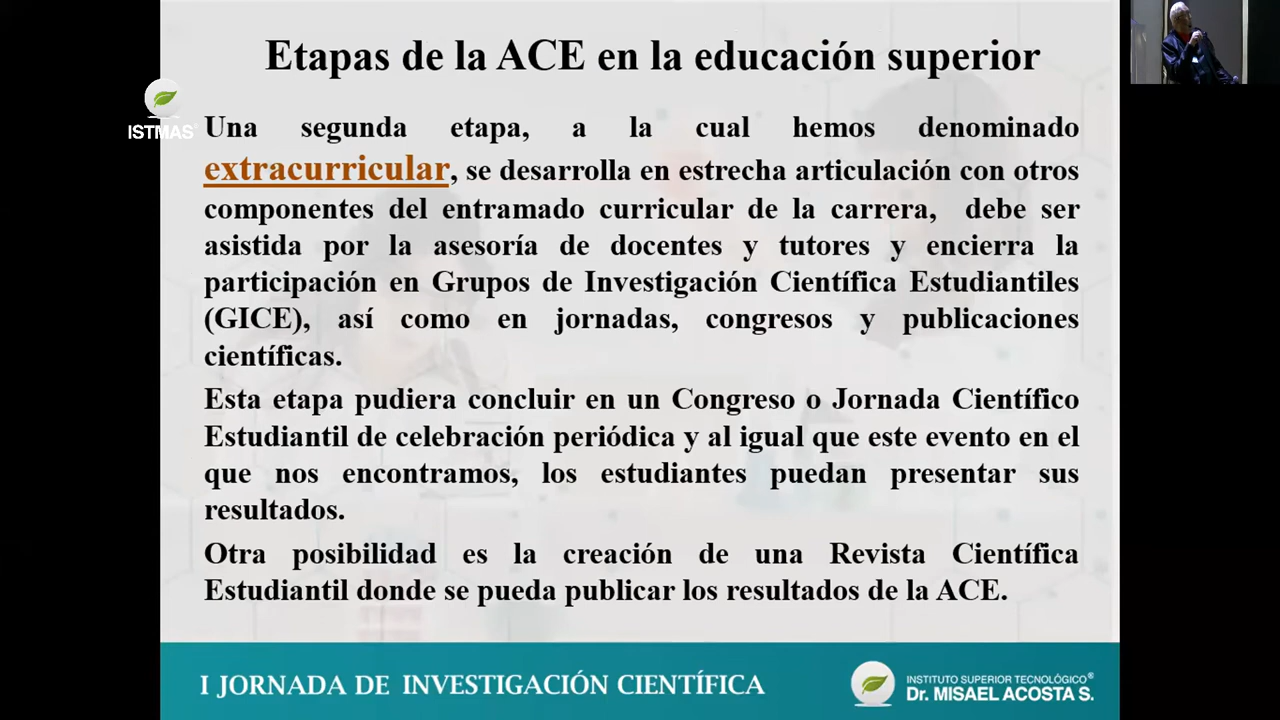 Etapas de la ACE en la educación superior
ISTMAS
Una segunda etapa, a la cual hemos denominado
extracurricular, se desarrolla en estrecha articulación con otros
componentes del entramado curricular de la carrera, debe ser
asistida por la asesoría de docentes y tutores y encierra la
participación en Grupos de Investigación Científica Estudiantiles
(GICE), así como en jornadas, congresos y publicaciones
científicas.
Esta etapa pudiera concluir en un Congreso o Jornada Científico
Estudiantil de celebración periódica y al igual que este evento en el
que nos encontramos, los estudiantes puedan presentar sus
resultados.
Otra posibilidad es la creación de una Revista Científica
Estudiantil donde se pueda publicar los resultados de la ACE.
I JORNADA DE INVESTIGACIÓN CIENTÍFICA
INSTITUTO SUPERIOR TECNOLÓGICO®
Dr. MISAEL ACOSTA S.